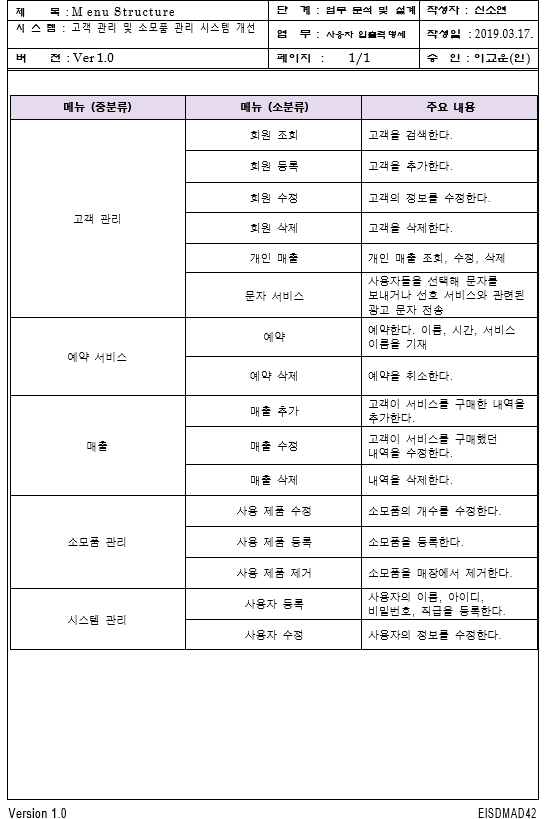 제 목 : Menu Structure
단 계 : 업무 분석 및 설계
작성자 : 신소연
시 스 템 : 고객 관리 및 소모품 관리 시스템 개선
업 무 : 사용자 입출력 명세
작성일 : 2019.03.17.
버 전 : Ver 1.0
페이지 : 1/1
승 인 : 이교운(인)
메뉴 (중분류) 메뉴 (소분류) 주요 내용
고객 관리
회원 조회 고객을 검색한다.
회원 등록 고객을 추가한다.
회원 수정 고객의 정보를 수정한다.
회원 삭제 고객을 삭제한다.
개인 매출 개인 매출 조회, 수정, 삭제
문자 서비스
사용자들을 선택해 문자를
보내거나 선호 서비스와 관련된
광고 문자 전송
예약 서비스
예약
예약한다. 이름, 시간, 서비스
이름을 기재
예약 삭제 예약을 취소한다.
매출
매출 추가
고객이 서비스를 구매한 내역을
추가한다.
매출 수정
고객이 서비스를 구매했던
내역을 수정한다.
매출 삭제 내역을 삭제한다.
소모품 관리
사용 제품 수정 소모품의 개수를 수정한다.
사용 제품 등록 소모품을 등록한다.
사용 제품 제거 소모품을 매장에서 제거한다.
시스템 관리
사용자 등록
사용자의 이름, 아이디,
비밀번호, 직급을 등록한다.
사용자 수정 사용자의 정보를 수정한다.
Version 1.0 EISDMAD42